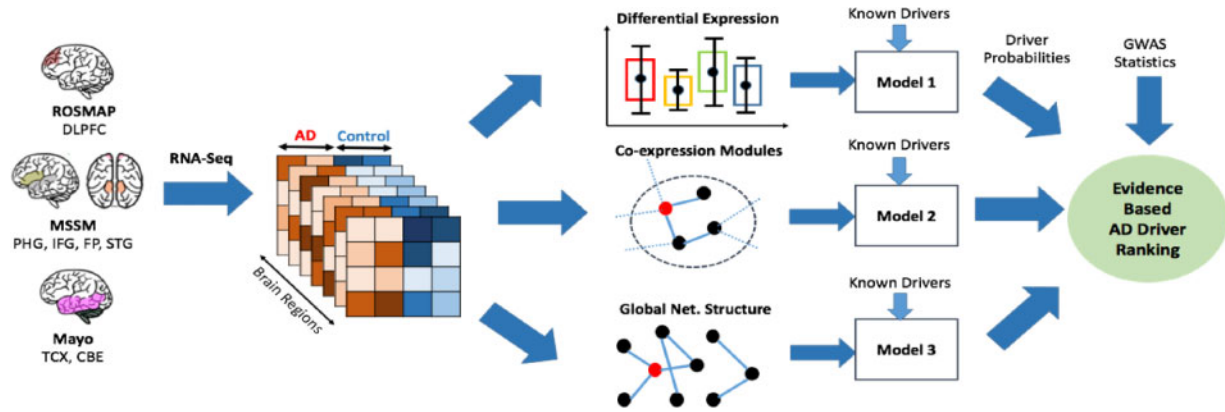 ROSMAP
DLPFC
MSSM
PHG, IFG, FP, STG
Mayo
TCX, CBE
RNA-Seq
AD
Control
Brain Regions
Differential Expression
Co-expression Modules
Global Net. Structure
Known Drivers
Model 1
Known Drivers
Model 2
Known Drivers
Model 3
Driver
Probabilities
GWAS
Statistics
Evidence
Based
AD Driver
Ranking